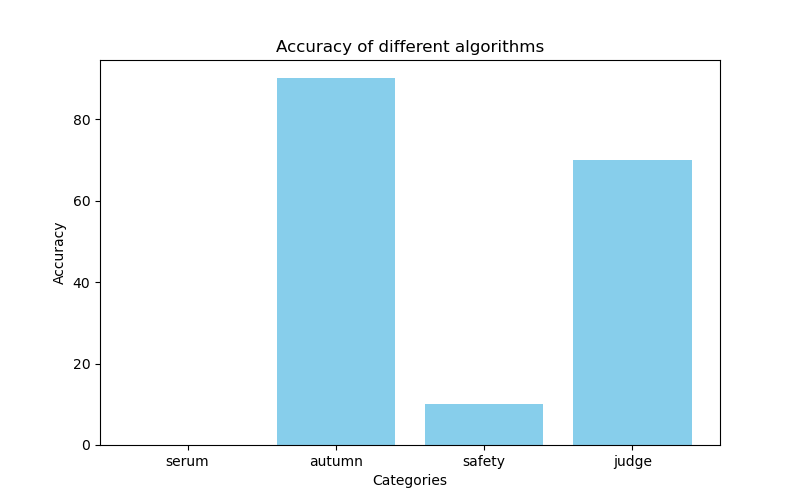 Accuracy of different algorithms
Accuracy
80
60
40
20
0
serum autumn safety judge
Categories